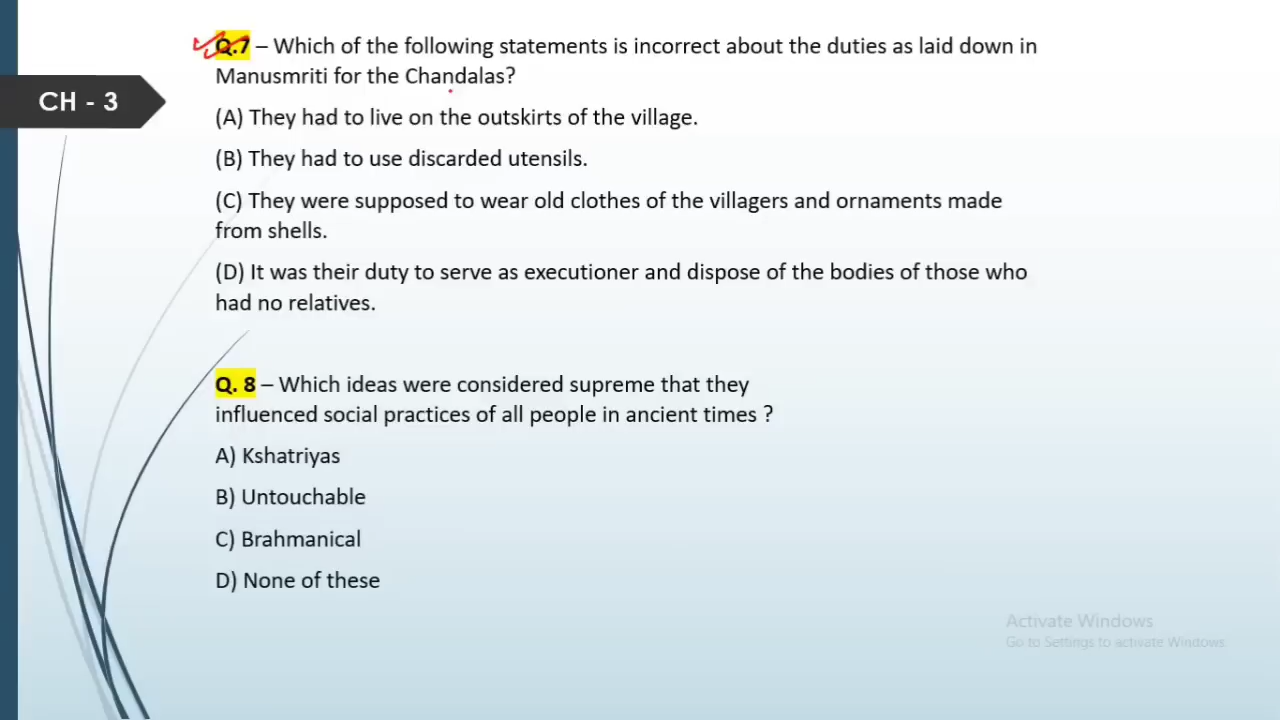 Q.7 – Which of the following statements is incorrect about the duties as laid down in
Manusmriti for the Chandalas?
CH - 3
(A) They had to live on the outskirts of the village.
(B) They had to use discarded utensils.
(C) They were supposed to wear old clothes of the villagers and ornaments made
from shells.
(D) It was their duty to serve as executioner and dispose of the bodies of those who
had no relatives.
Q. 8 – Which ideas were considered supreme that they
influenced social practices of all people in ancient times ?
A) Kshatriyas
B) Untouchable
C) Brahmanical
D) None of these
Activate Windows
Go to Settings to activate Windows.